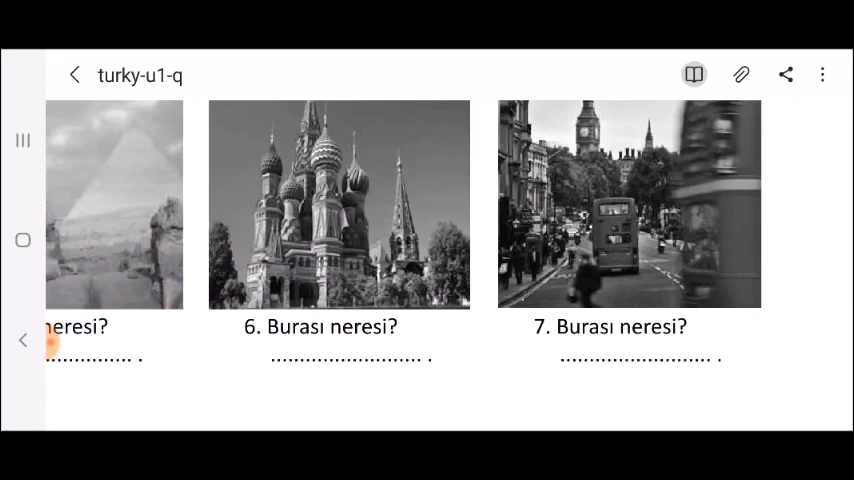 turky-u1-q
neresi?
6. Burası neresi?
7. Burası neresi?
............... .
.......................... .
.......................... .